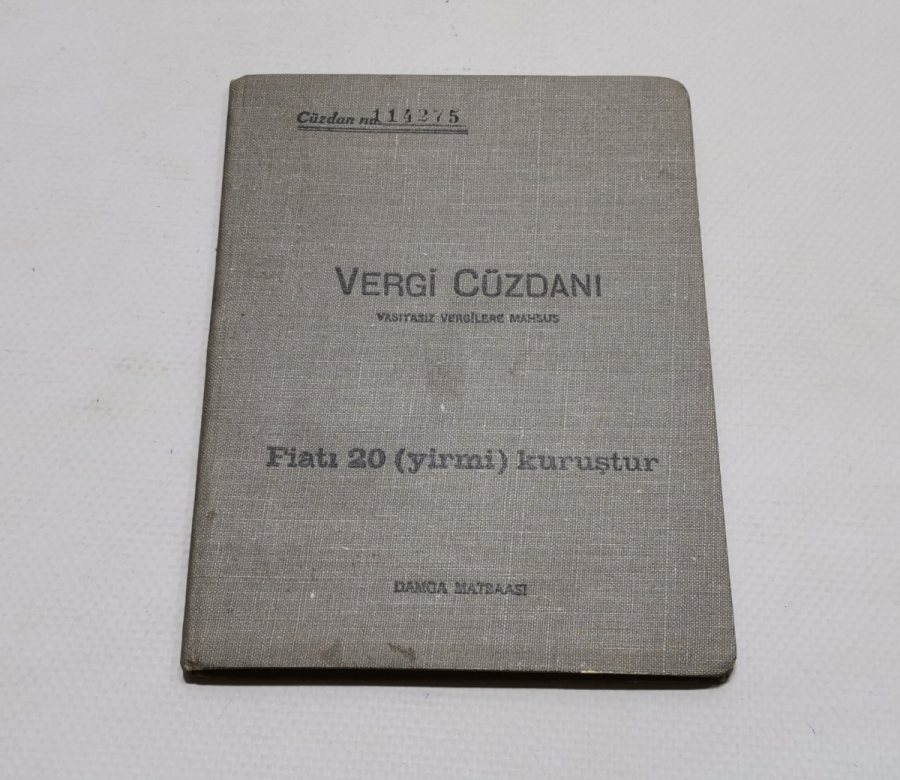 Cüzdan no. 114275
VERGİ CÜZDANI
VASITASIZ VERGİLERE MAHSUS
Fiatı 20 (yirmi) kuruştur
DAMGA MATBAASI